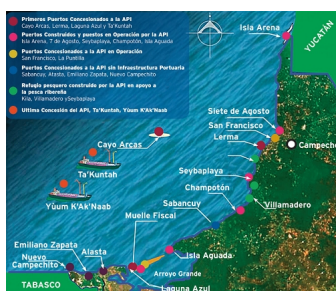 Primeros Puertos Concesionados a la API
Cayo Arcas, Lerma, Laguna Azul y Ta'Kuntah
Puertos Construidos y puestos en Operación por la API
Isla Arena, 7 de Agosto, Seybaplaya, Champotón, Isla Aguada
Puertos Concesionados a la API en Operación
San Francisco, La Puntilla
Puertos Concesionados a la API sin Infraestructura Portuaria
Sabancuy, Atasta, Emiliano Zapata, Nuevo Campechito
Refugio pesquero construido por la API en apoyo a
la pesca ribereña
Kila, Villamadero ySeybaplaya
Ultima Concesión del API, Ta'Kuntah, Yùum K'Ak'Naab
YUCATAN
Isla Arena
Siete de Agosto
San Francisco
Lerma
Campeche
Cayo Arcas
Ta'Kuntah
Seybaplaya
Yùum K'Ak'Naab
Champotón
Villamadero
Sabancuy
Muelle Fiscal
Emiliano Zapata
Nuevo
Campechito
Atasta
Isla Aguada
Arroyo Grande
Laguna Azul
TABASCO